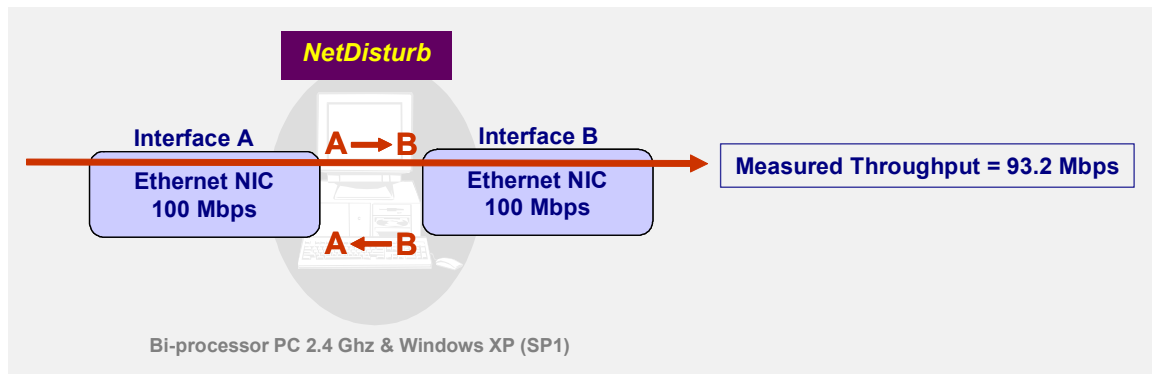 NetDisturb
Interface A
A B
Interface B
Ethernet NIC
100 Mbps
Ethernet NIC
100 Mbps
Measured Throughput = 93.2 Mbps
A B
Bi-processor PC 2.4 Ghz & Windows XP (SP1)